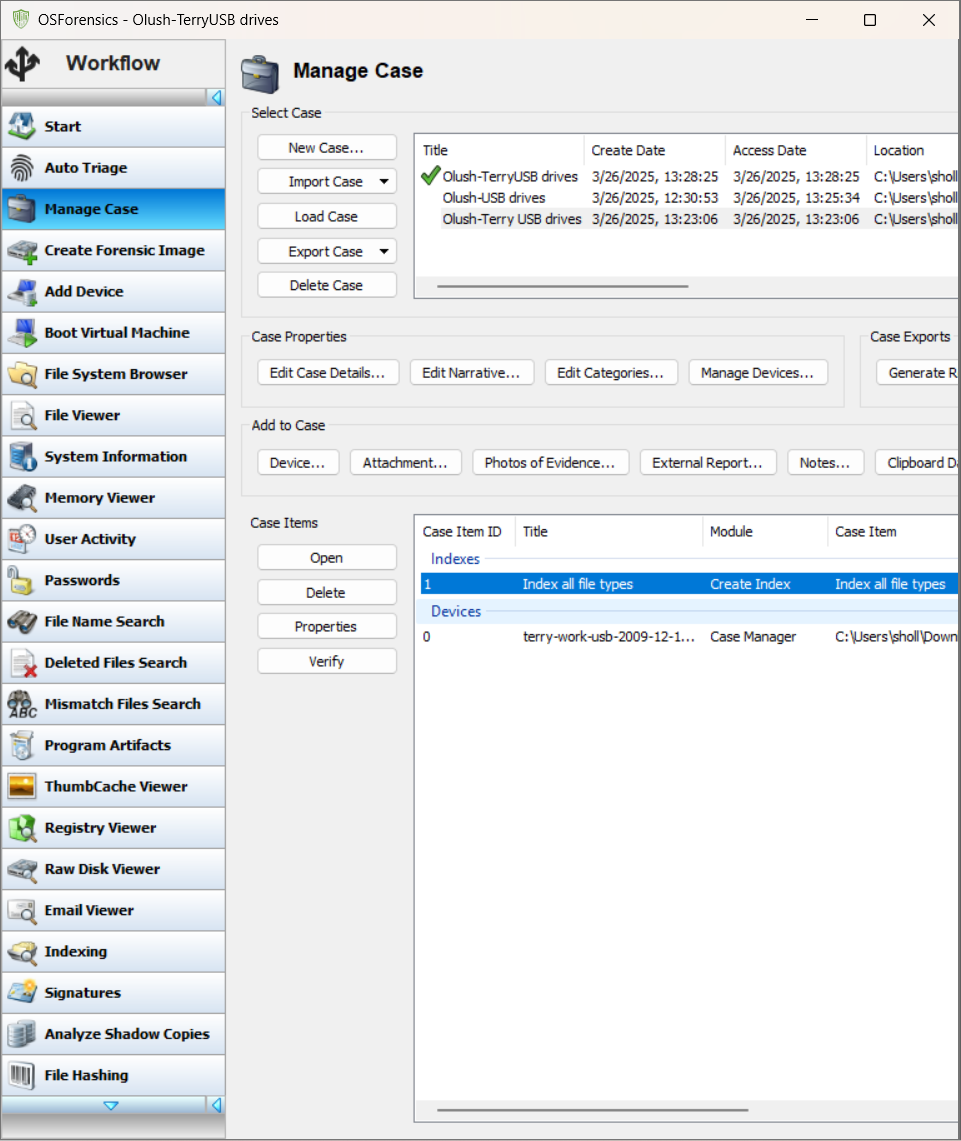 OSForensics - Olush-TerryUSB drives
Workflow
Start
Auto Triage
Manage Case
Create Forensic Image
Add Device
Boot Virtual Machine
File System Browser
File Viewer
System Information
Memory Viewer
User Activity
Passwords
File Name Search
Deleted Files Search
ABC
Mismatch Files Search
Program Artifacts
ThumbCache Viewer
Registry Viewer
Raw Disk Viewer
Email Viewer
Indexing
Signatures
Analyze Shadow Copies
File Hashing
Manage Case
Select Case
New Case...
Import Case
Load Case
Export Case
Delete Case
Title Create Date Access Date Location
Olush-TerryUSB drives 3/26/2025, 13:28:25 3/26/2025, 13:28:25 C:\Users\sholl
Olush-USB drives 3/26/2025, 12:30:53 3/26/2025, 13:25:34 C:\Users\sholl
Olush-Terry USB drives 3/26/2025, 13:23:06 3/26/2025, 13:23:06 C:\Users\sholl
Case Properties
Edit Case Details... Edit Narrative... Edit Categories... Manage Devices...
Case Exports
Generate R
Add to Case
Device... Attachment... Photos of Evidence... External Report... Notes... Clipboard Da
Case Items
Open
Delete
Properties
Verify
Case Item ID Title Module Case Item
Indexes
1 Index all file types Create Index Index all file types
Devices
0 terry-work-usb-2009-12-1... Case Manager C:\Users\sholl\Down